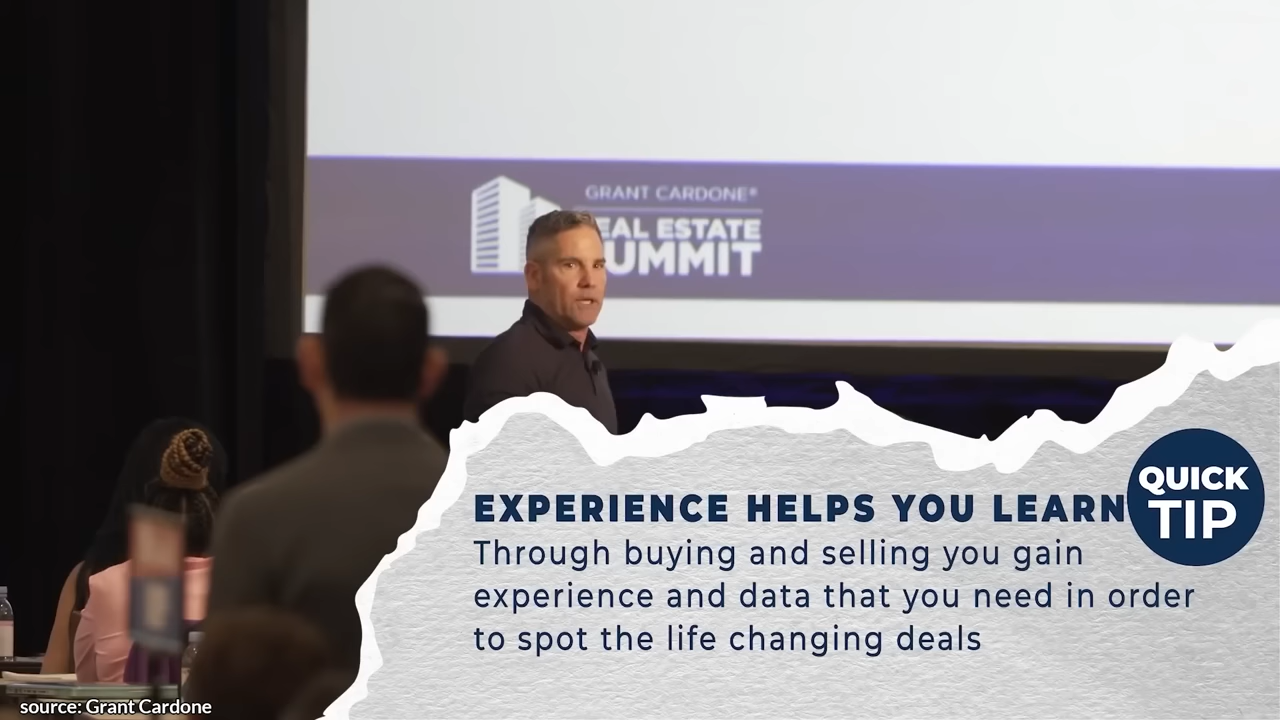 GRANT CARDONE®
EAL ESTATE
UMMIT
QUICK
TIP
EXPERIENCE HELPS YOU LEARN
Through buying and selling you gain
experience and data that you need in order
to spot the life changing deals
source: Grant Cardone